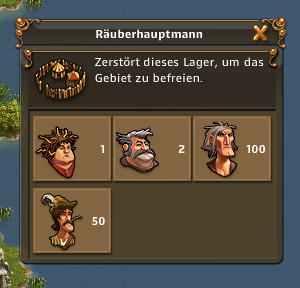 Räuberhauptmann
Zerstört dieses Lager, um das
Gebiet zu befreien.
1
2
100
50